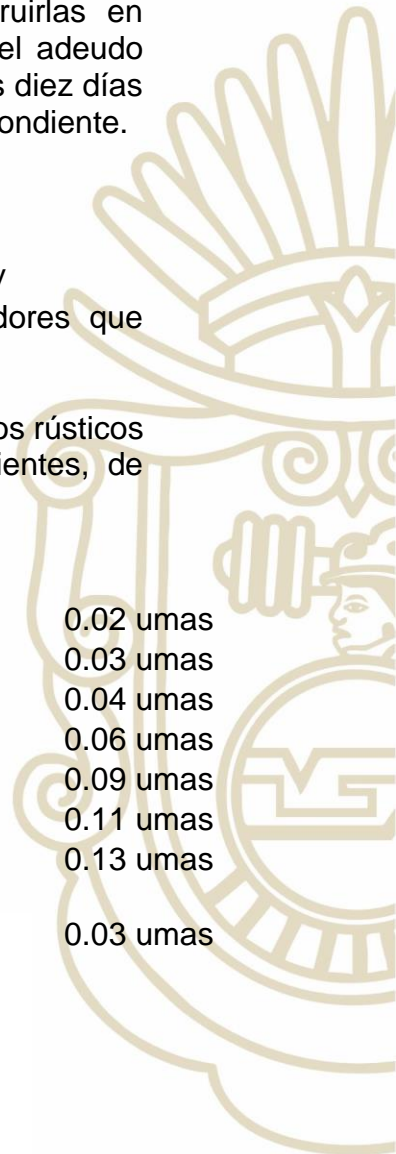 ruirlas en
el adeudo
s diez días
pondiente.
dores que
os rústicos
ientes, de
0.02 umas
0.03 umas
0.04 umas
0.06 umas
0.09 umas
0.11 umas
0.13 umas
0.03 umas